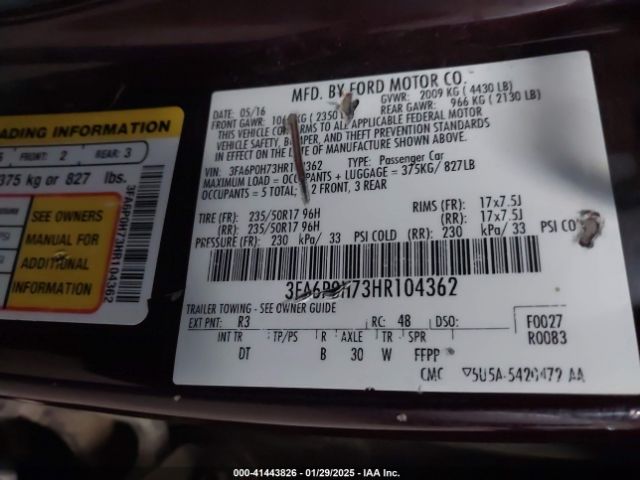 MFD. BY FORD MOTOR CO.
DATE: 05/16 GVWR: 2009 KG ( 4430 LB)
FRONT GAWR: KG ( 2350 REAR GAWR: 966 KG ( 2130 LB)
THIS VEHICLE TO ALL APPLICABLE FEDERAL MOTOR
VEHICLE SAFETY, AND THEFT PREVENTION STANDARDS
IN EFFECT ON THE DATE OF MANUFACTURE SHOWN ABOVE.
VIN: 3FA6P0H73HR104362 TYPE: Passenger Car
MAXIMUM LOAD = OCCUPANTS + LUGGAGE = 375KG/ 827LB
OCCUPANTS = 5 TOTAL; 2 FRONT, 3 REAR
TIRE (FR): 235/50R17 96H RIMS (FR): 17x7.5J
(RR): 235/50R17 96H (RR): 17x7.5J
PRESSURE (FR): 230 kPa/ 33 PSI COLD (RR): 230 kPa/ 33 PSI
3FA6P0H73HR104362
TRAILER TOWING - SEE OWNER GUIDE
EXT PNT: R3 RC: 48 DSO: F0027
R0083
INT TR TP/PS R AXLE TR SPR
DT B 30 W FFPP
CMC 5U5A-5420472 AA
ADING INFORMATION
FRONT: 2 REAR: 3
375 kg or 827 lbs.
SEE OWNERS
MANUAL FOR
ADDITIONAL
INFORMATION
3FA6P0H73HR104362
000-41443826 - 01/29/2025 - IAA Inc.